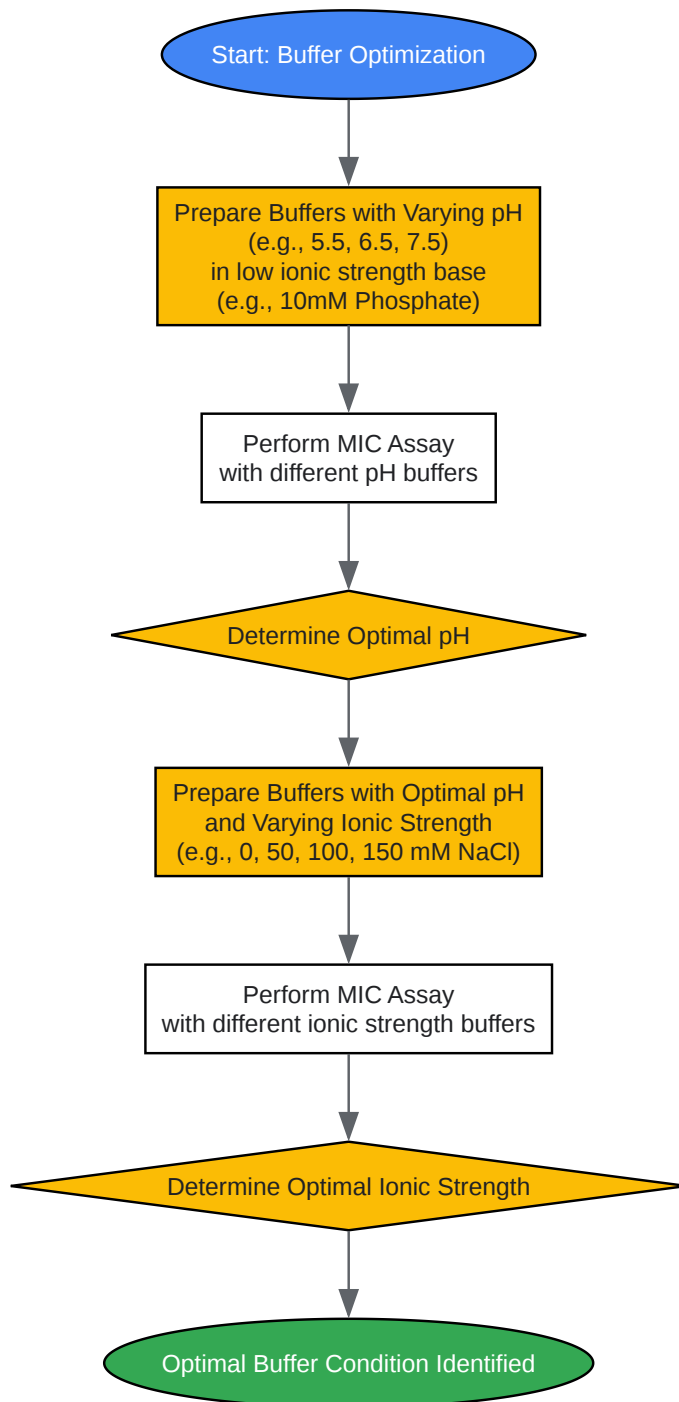 Start: Buffer Optimization
Prepare Buffers with Varying pH
(e.g., 5.5, 6.5, 7.5)
in low ionic strength base
(e.g., 10mM Phosphate)
Perform MIC Assay
with different pH buffers
Determine Optimal pH
Prepare Buffers with Optimal pH
and Varying Ionic Strength
(e.g., 0, 50, 100, 150 mM NaCl)
Perform MIC Assay
with different ionic strength buffers
Determine Optimal Ionic Strength
Optimal Buffer Condition Identified